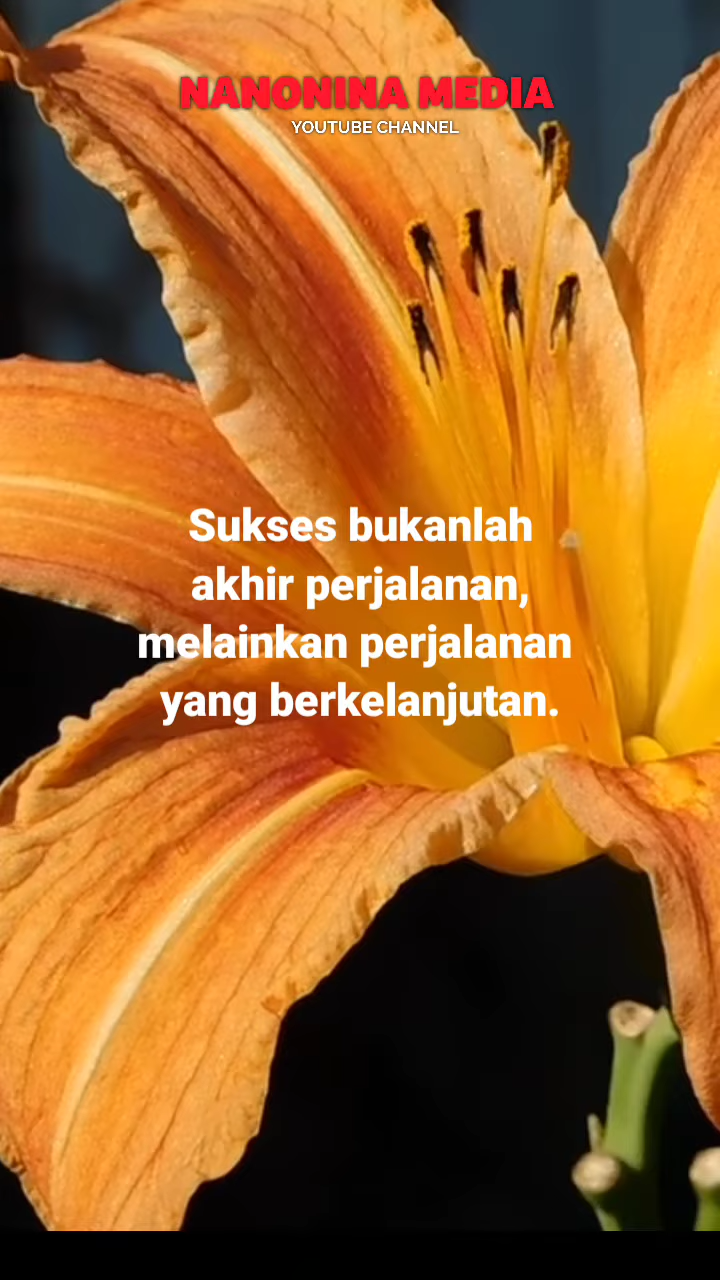 NANONINA MEDIA
YOUTUBE CHANNEL
Sukses bukanlah
akhir perjalanan,
melainkan perjalanan
yang berkelanjutan.